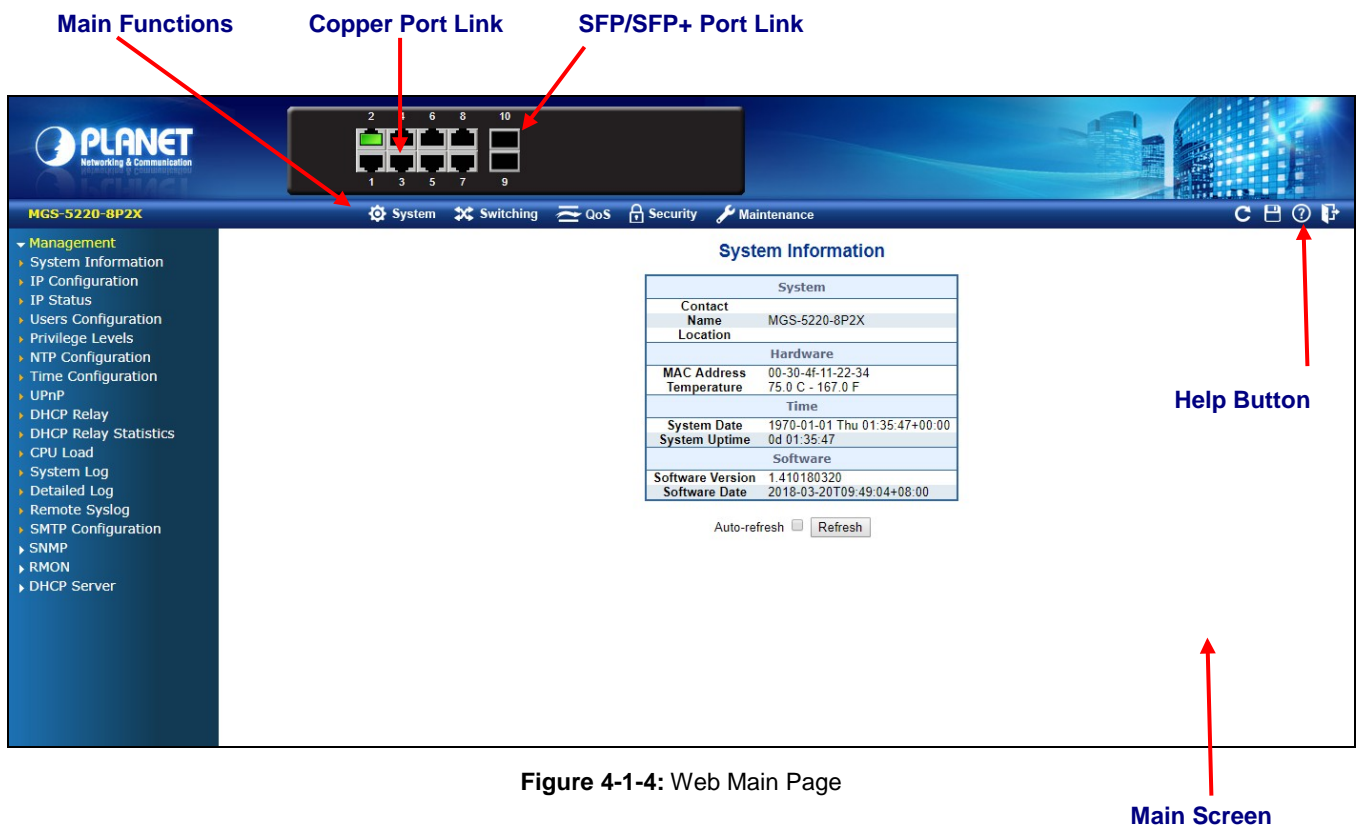 Main Functions Copper Port Link SFP/SFP+ Port Link
2 4 6 8 10
PLANET
Networking & Communication
1 3 5 7 9
MGS-5220-8P2X System Switching QoS Security Maintenance
Management
System Information
IP Configuration
IP Status
Users Configuration
Privilege Levels
NTP Configuration
Time Configuration
UPnP
DHCP Relay
DHCP Relay Statistics
CPU Load
System Log
Detailed Log
Remote Syslog
SMTP Configuration
SNMP
RMON
DHCP Server
System Information
System
Contact
Name MGS-5220-8P2X
Location
Hardware
MAC Address 00-30-4f-11-22-34
Temperature 75.0 C - 167.0 F
Time
System Date 1970-01-01 Thu 01:35:47+00:00
System Uptime 0d 01:35:47
Software
Software Version 1.410180320
Software Date 2018-03-20T09:49:04+08:00
Auto-refresh Refresh
Help Button
Figure 4-1-4: Web Main Page
Main Screen